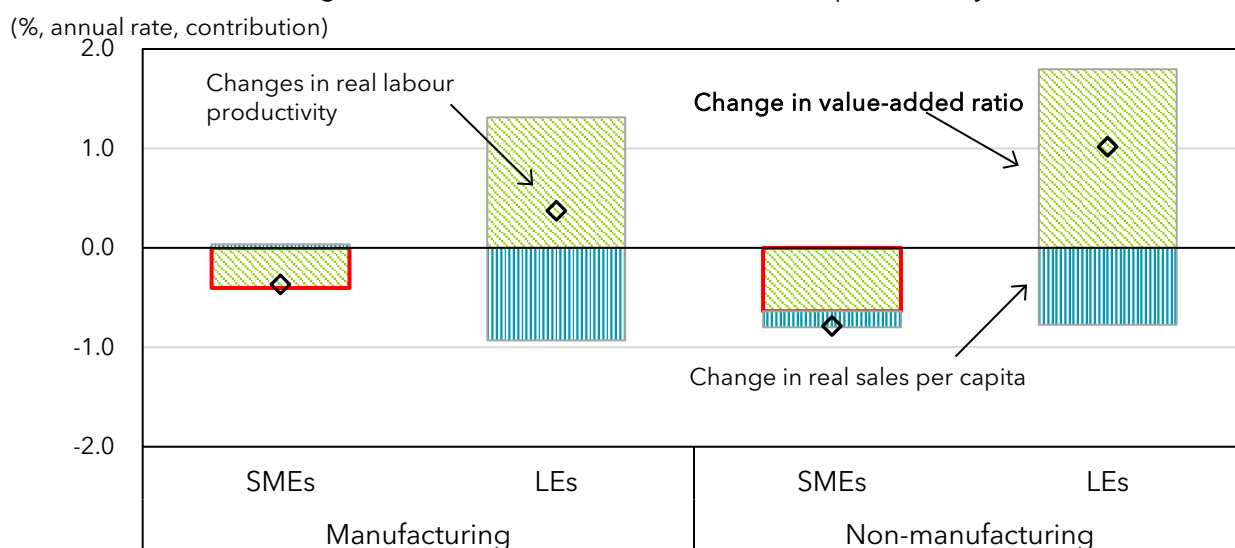 (%, annual rate, contribution)
2.0
Changes in real labour
productivity
Change in value-added ratio
1.0
0.0
-1.0
Change in real sales per capita
-2.0
SMEs LEs SMEs LEs
Manufacturing Non-manufacturing